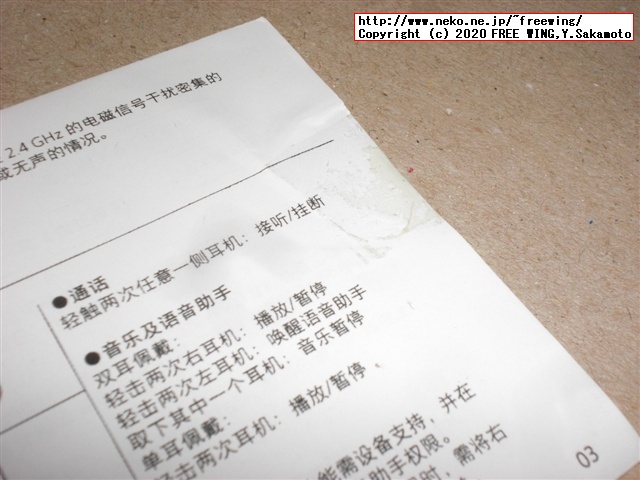 http://www.neko.ne.jp/~freewing/
Copyright (c) 2020 FREE WING,Y.Sakamoto
2.4 GHz 的电磁信号干扰密集的
或无声的情况。
●通话
轻触两次任意一侧耳机：接听/挂断
●音乐及语音助手
双耳佩戴：
轻击两次右耳机：播放/暂停
轻击两次左耳机：唤醒语音助手
取下其中一个耳机：音乐暂停
单耳佩戴：
轻击两次耳机：播放/暂停
能需设备支持，并在
助手权限。
时，需将右
03